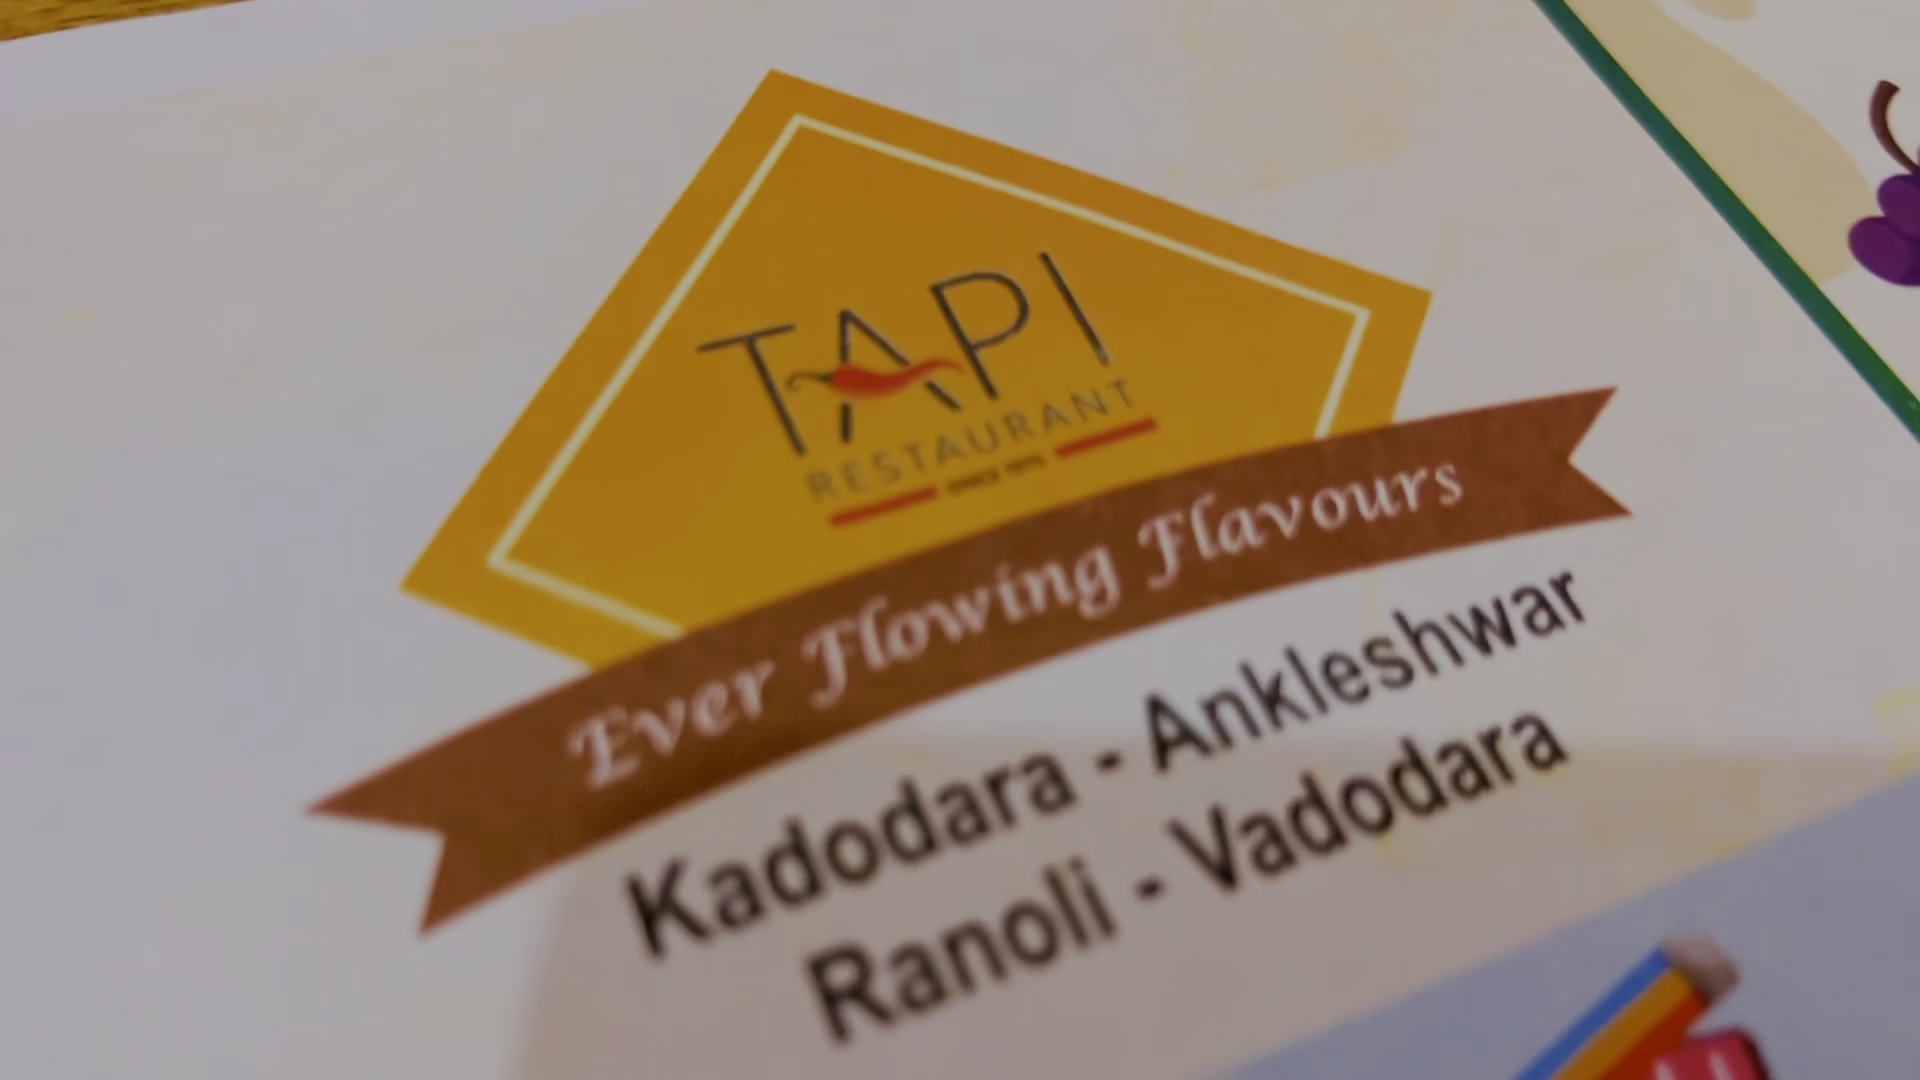 TAPI
RESTAURANT
Ever Flowing Flavours
Kadodara - Ankleshwar
Ranoli - Vadodara